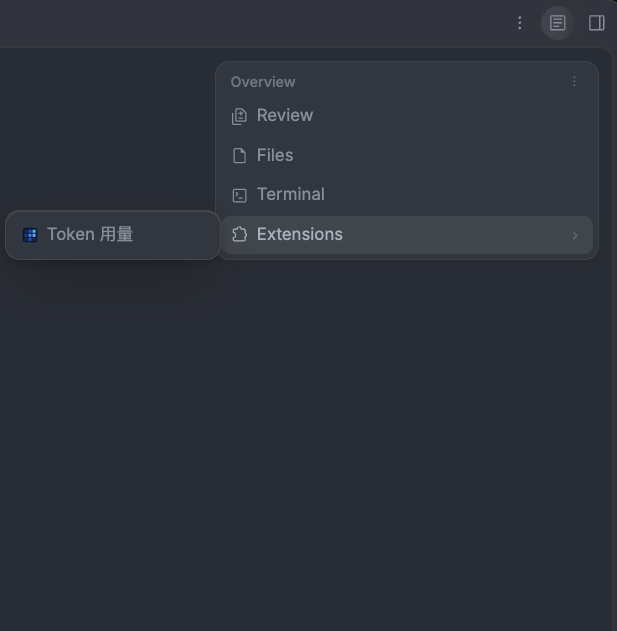 Overview
Review
Files
Terminal
Token 用量
Extensions